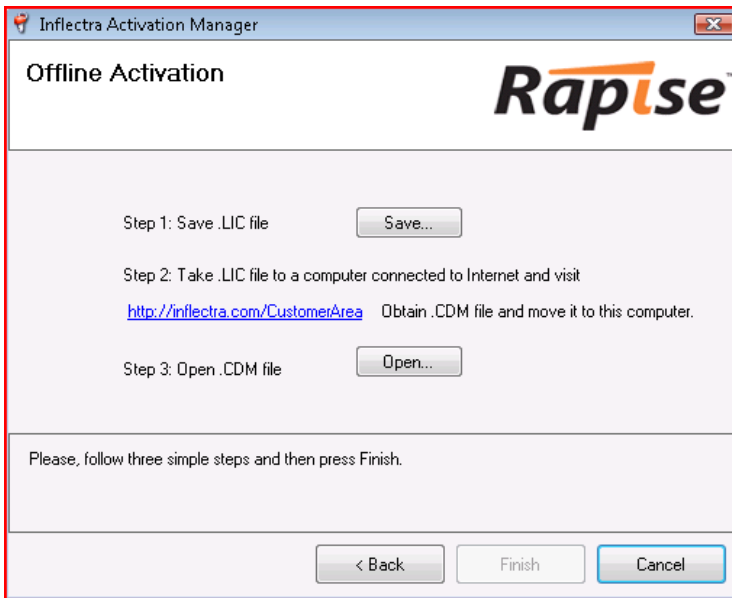 Inflectra Activation Manager
Offline Activation
Rapise
Step 1: Save .LIC file
Save...
Step 2: Take .LIC file to a computer connected to Internet and visit
http://inflectra.com/CustomerArea Obtain .CDM file and move it to this computer.
Step 3: Open .CDM file
Open...
Please, follow three simple steps and then press Finish.
< Back
Finish
Cancel